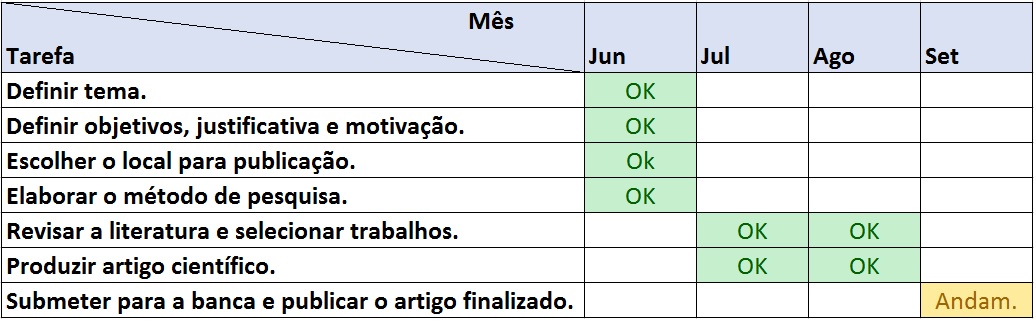 Mês
Tarefa Jun Jul Ago Set
Definir tema. OK
Definir objetivos, justificativa e motivação. OK
Escolher o local para publicação. Ok
Elaborar o método de pesquisa. OK
Revisar a literatura e selecionar trabalhos. OK OK
Produzir artigo científico. OK OK
Submeter para a banca e publicar o artigo finalizado. Andam.